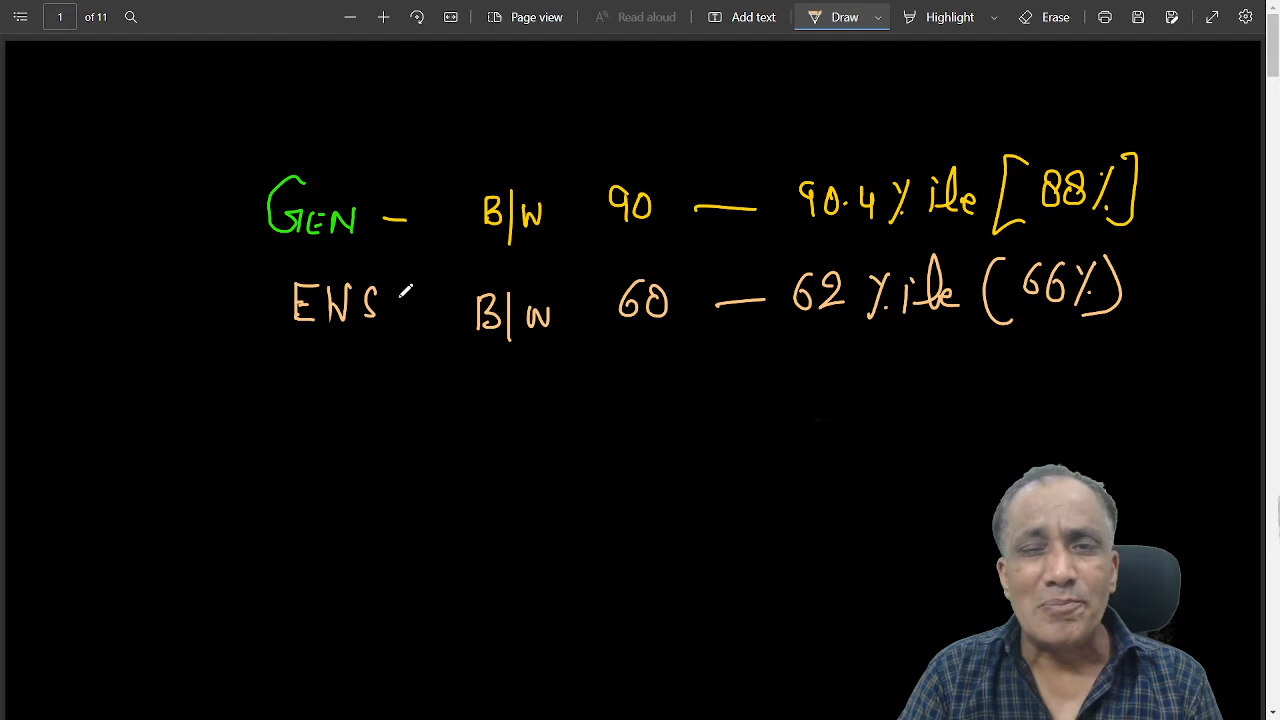 1 of 11 Page view Read aloud Add text Draw Highlight Erase
GEN - B/W 90 — 90.4 % ile [88%]
EWS B/W 60 — 62 % ile (66%)